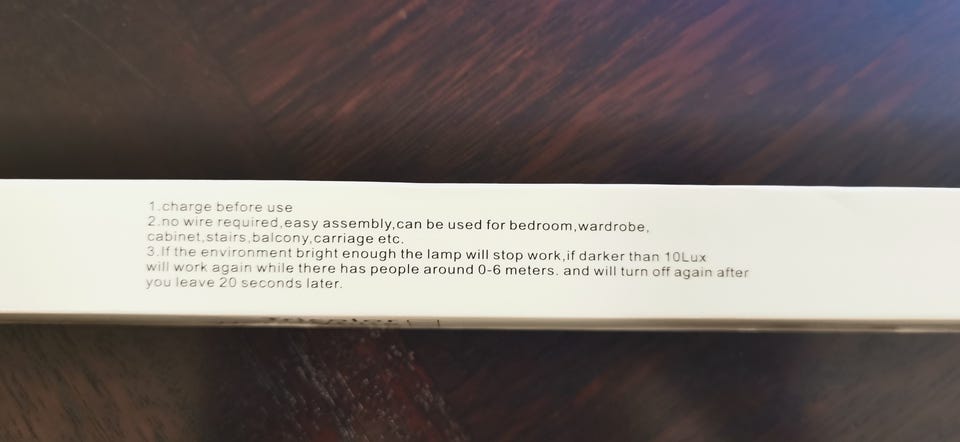 1.charge before use
2.no wire required,easy assembly,can be used for bedroom,wardrobe,
cabinet,stairs,balcony,carriage etc.
3.If the environment bright enough the lamp will stop work,if darker than 10Lux
will work again while there has people around 0-6 meters. and will turn off again after
you leave 20 seconds later.